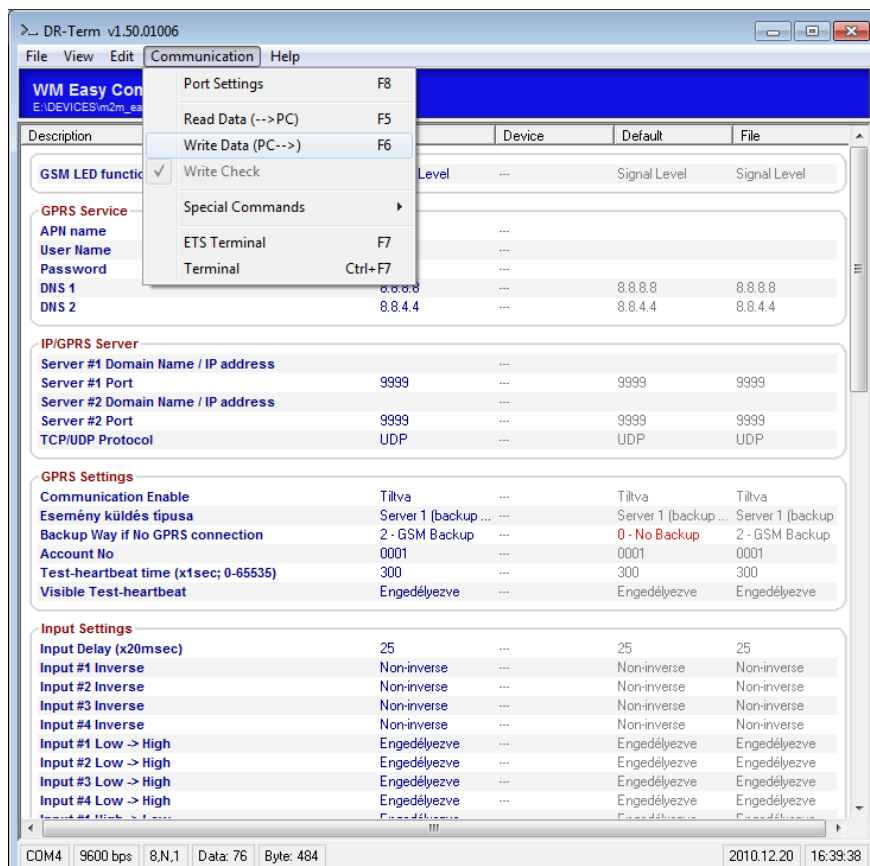 DR-Term v1.50.01006
File View Edit Communication Help
WM Easy Con
E:\DEVICES\m2m_ea
Port Settings F8
Read Data (-->PC) F5
Write Data (PC-->) F6
Write Check
Special Commands
ETS Terminal F7
Terminal Ctrl+F7
Description Device Default File
GSM LED functio Level --- Signal Level Signal Level
GPRS Service
APN name ---
User Name ---
Password ---
DNS 1 8.8.8.8 --- 8.8.8.8 8.8.8.8
DNS 2 8.8.4.4 --- 8.8.4.4 8.8.4.4
IP/GPRS Server
Server #1 Domain Name / IP address ---
Server #1 Port 9999 --- 9999 9999
Server #2 Domain Name / IP address ---
Server #2 Port 9999 --- 9999 9999
TCP/UDP Protocol UDP --- UDP UDP
GPRS Settings
Communication Enable Tiltva --- Tiltva Tiltva
Esemény küldés típusa Server 1 (backup ... --- Server 1 (backup ... Server 1 (backup
Backup Way if No GPRS connection 2 - GSM Backup --- 0 - No Backup 2 - GSM Backup
Account No 0001 --- 0001 0001
Test-heartbeat time (x1sec; 0-65535) 300 --- 300 300
Visible Test-heartbeat Engedélyezve --- Engedélyezve Engedélyezve
Input Settings
Input Delay (x20msec) 25 --- 25 25
Input #1 Inverse Non-inverse --- Non-inverse Non-inverse
Input #2 Inverse Non-inverse --- Non-inverse Non-inverse
Input #3 Inverse Non-inverse --- Non-inverse Non-inverse
Input #4 Inverse Non-inverse --- Non-inverse Non-inverse
Input #1 Low -> High Engedélyezve --- Engedélyezve Engedélyezve
Input #2 Low -> High Engedélyezve --- Engedélyezve Engedélyezve
Input #3 Low -> High Engedélyezve --- Engedélyezve Engedélyezve
Input #4 Low -> High Engedélyezve --- Engedélyezve Engedélyezve
COM4 9600 bps 8,N,1 Data: 76 Byte: 484 2010.12.20 16:39:38